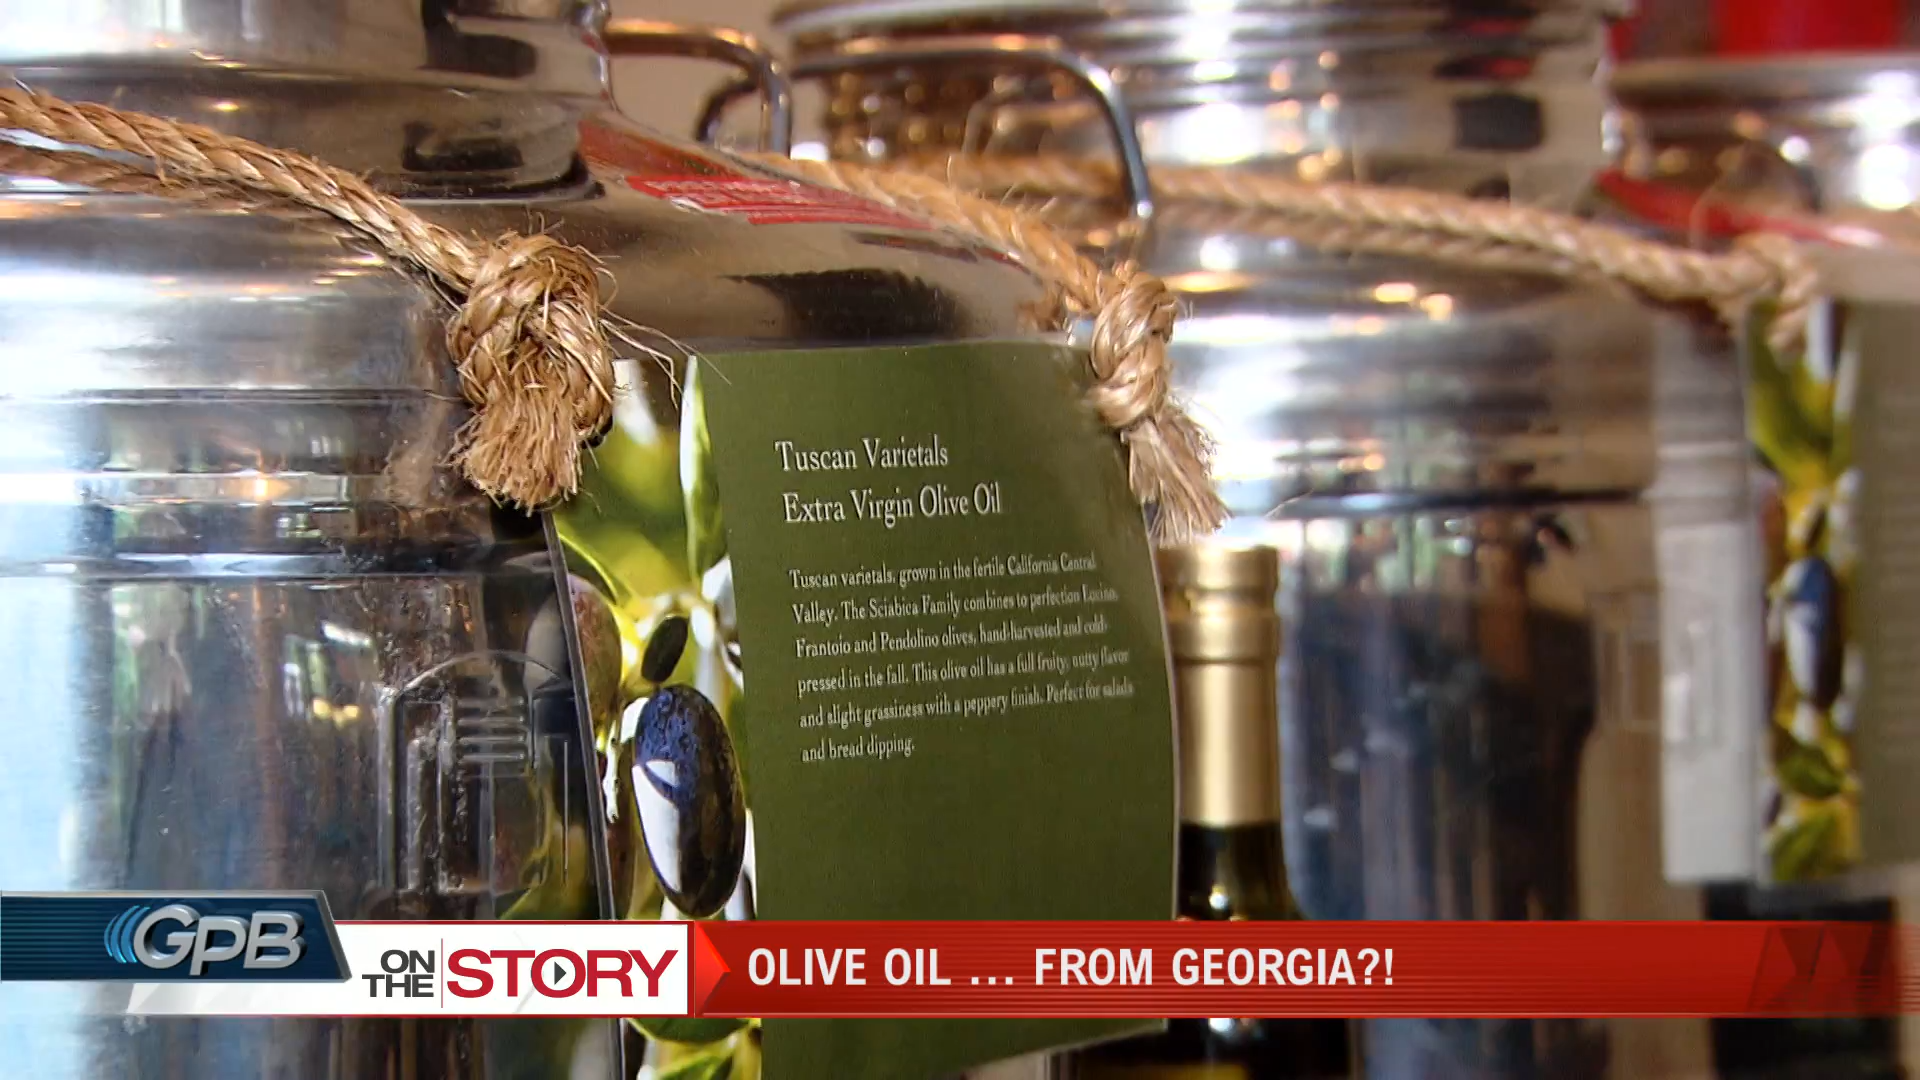 Tuscan Varietals
Extra Virgin Olive Oil
Tuscan varietals, grown in the fertile California Central
Valley. The Sciabica Family combines to perfection Leccino,
Frantoio and Pendolino olives, hand-harvested and cold-
pressed in the fall. This olive oil has a full fruity, nutty flavor
and slight grassiness with a peppery finish. Perfect for salads
and bread dipping.
GPB
ON THE STORY
OLIVE OIL ... FROM GEORGIA?!